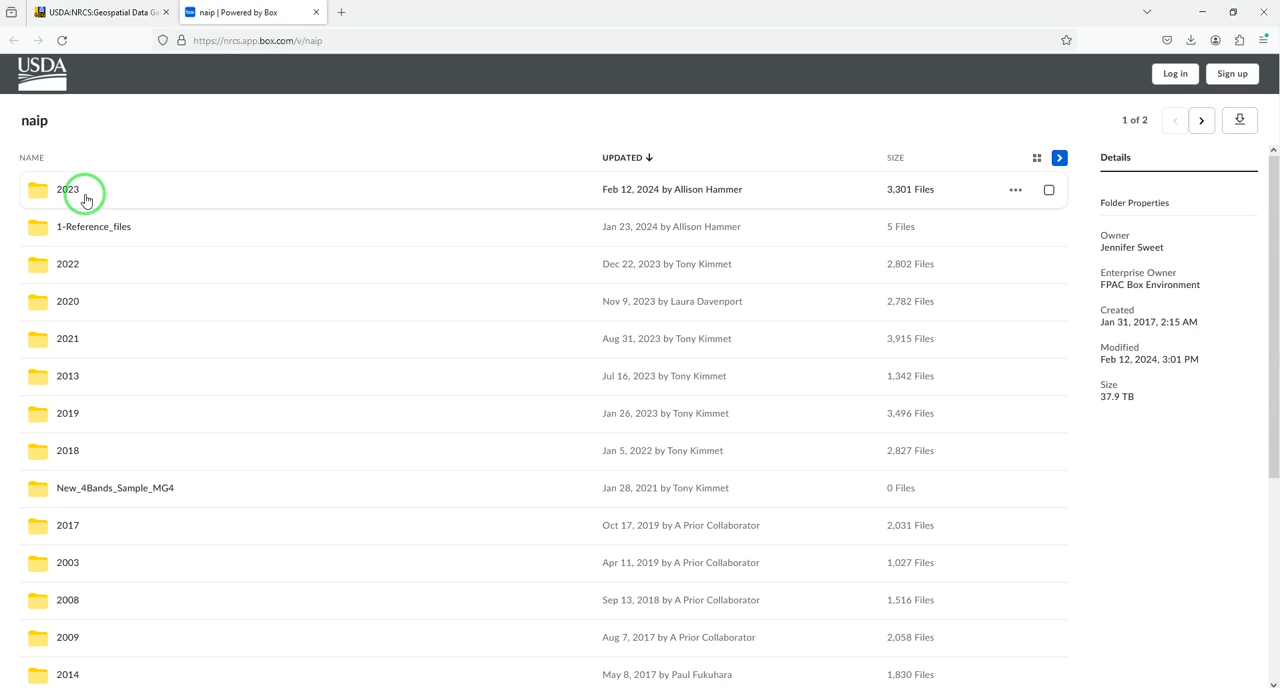 USDA:NRCS:Geospatial Data Ga
naip | Powered by Box
https://nrcs.app.box.com/v/naip
USDA
Log in
Sign up
naip
1 of 2
NAME
UPDATED
SIZE
Details
2023
Feb 12, 2024 by Allison Hammer
3,301 Files
Folder Properties
1-Reference_files
Jan 23, 2024 by Allison Hammer
5 Files
Owner
Jennifer Sweet
2022
Dec 22, 2023 by Tony Kimmet
2,802 Files
Enterprise Owner
FPAC Box Environment
2020
Nov 9, 2023 by Laura Davenport
2,782 Files
Created
Jan 31, 2017, 2:15 AM
2021
Aug 31, 2023 by Tony Kimmet
3,915 Files
Modified
Feb 12, 2024, 3:01 PM
2013
Jul 16, 2023 by Tony Kimmet
1,342 Files
Size
37.9 TB
2019
Jan 26, 2023 by Tony Kimmet
3,496 Files
2018
Jan 5, 2022 by Tony Kimmet
2,827 Files
New_4Bands_Sample_MG4
Jan 28, 2021 by Tony Kimmet
0 Files
2017
Oct 17, 2019 by A Prior Collaborator
2,031 Files
2003
Apr 11, 2019 by A Prior Collaborator
1,027 Files
2008
Sep 13, 2018 by A Prior Collaborator
1,516 Files
2009
Aug 7, 2017 by A Prior Collaborator
2,058 Files
2014
May 8, 2017 by Paul Fukuhara
1,830 Files